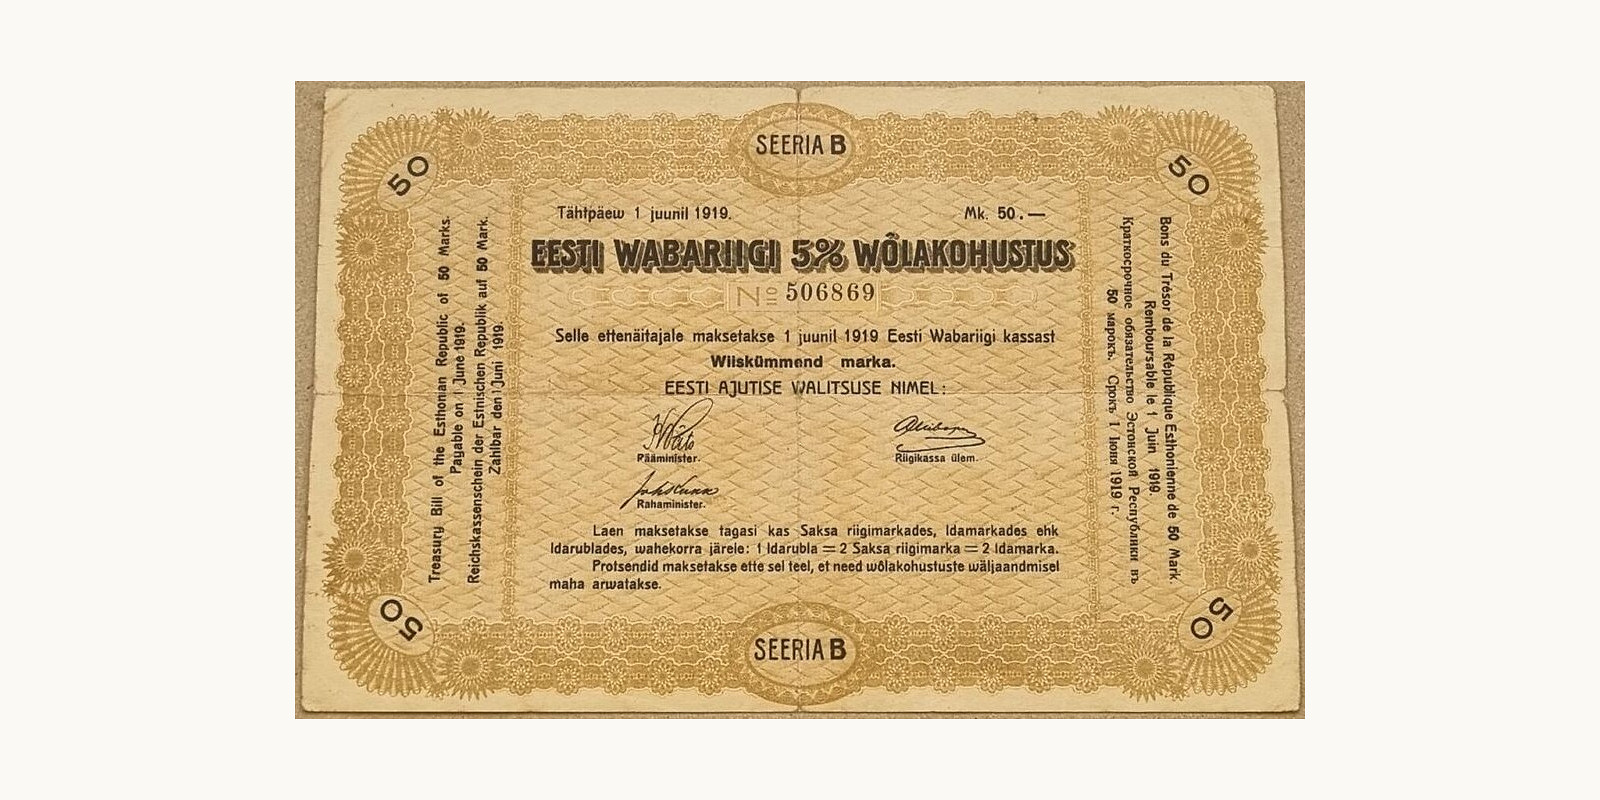 SEERIA B
50
50
Tähtpäew 1 juunil 1919.
Mk. 50.—
EESTI WABARIIGI 5% WÕLAKOHUSTUS
№ 506869
Selle ettenäitajale maksetakse 1 juunil 1919 Eesti Wabariigi kassast
Wiiskümmend marka.
EESTI AJUTISE WALITSUSE NIMEL:
Pääminister.
Riigikassa ülem.
Rahaminister.
Laen maksetakse tagasi kas Saksa riigimarkades, Idamarkades ehk
Idarublades, wahekorra järele: 1 Idarubla = 2 Saksa riigimarka = 2 Idamarka.
Protsendid maksetakse ette sel teel, et need wõlakohustuste wäljaandmisel
maha arwatakse.
Treasury Bill of the Esthonian Republic of 50 Marks.
Payable on 1 June 1919.
Reichskassenschein der Estnischen Republik auf 50 Mark.
Zahlbar den 1 Juni 1919.
Bons du Trésor de la République Esthonienne de 50 Mark.
Remboursable le 1 Juin 1919.
Краткосрочное обязательство Эстонской Республики въ
50 марокъ. Срокъ 1 Iюня 1919 г.
50
50
SEERIA B